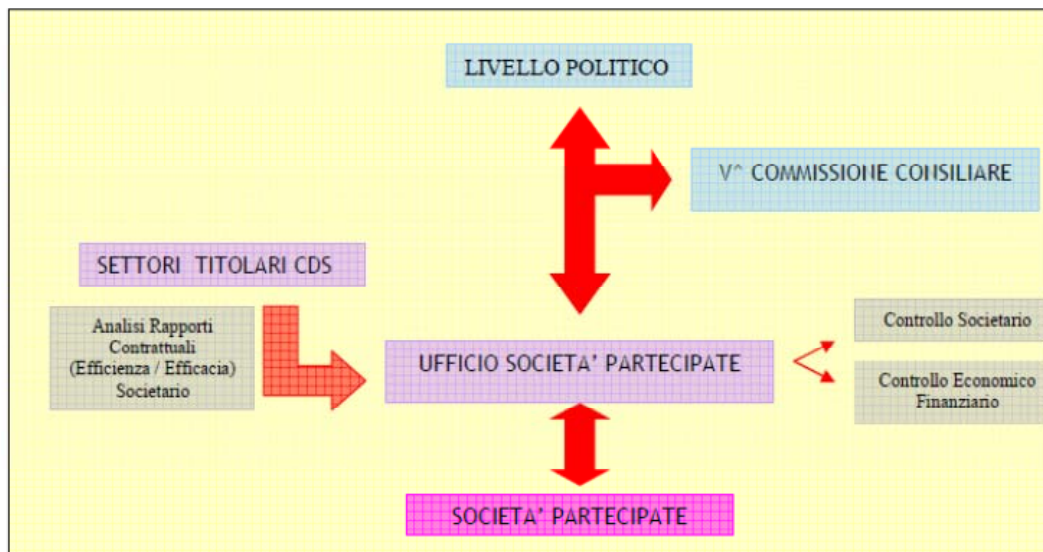 LIVELLO POLITICO
V^ COMMISSIONE CONSILIARE
SETTORI TITOLARI CDS
Analisi Rapporti
Contrattuali
(Efficienza / Efficacia)
Societario
UFFICIO SOCIETA’ PARTECIPATE
Controllo Societario
Controllo Economico
Finanziario
SOCIETA’ PARTECIPATE